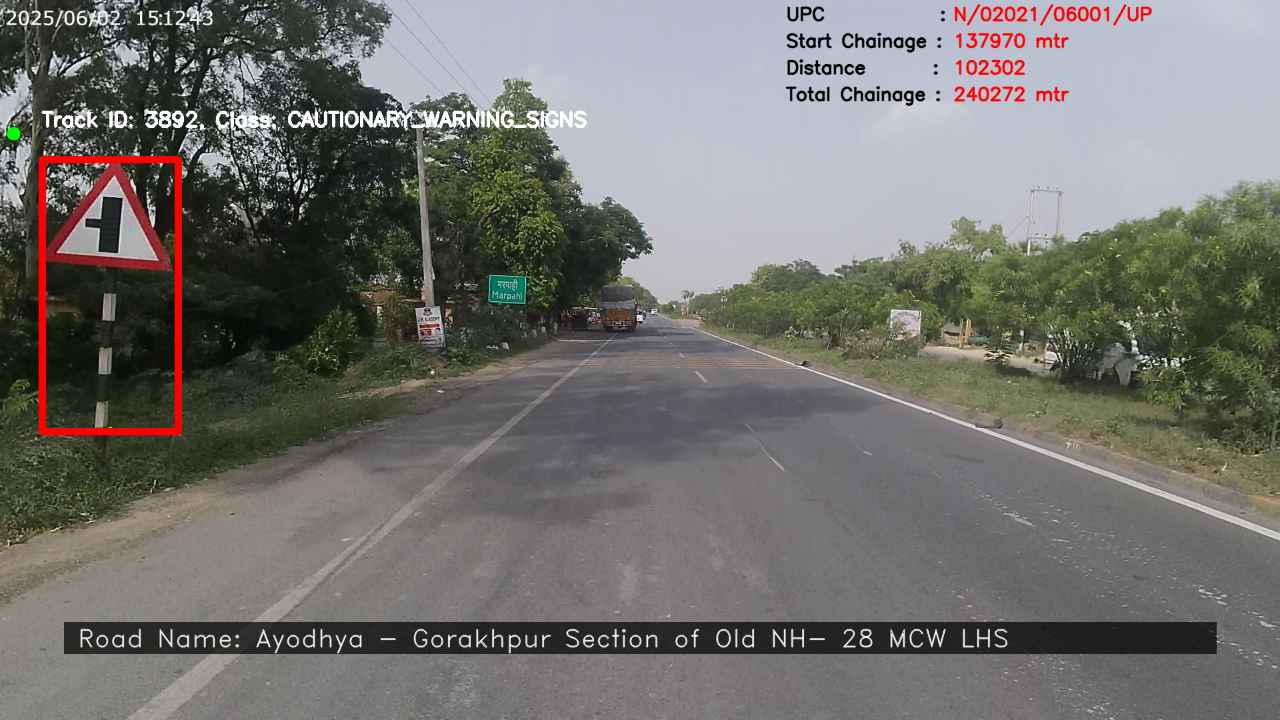 2025/06/02 15:12:43
UPC : N/02021/06001/UP
Start Chainage : 137970 mtr
Distance : 102302
Total Chainage : 240272 mtr
Track ID: 3892, Class: CAUTIONARY_WARNING_SIGNS
मरपाही
Marpahi
Road Name: Ayodhya - Gorakhpur Section of Old NH- 28 MCW LHS